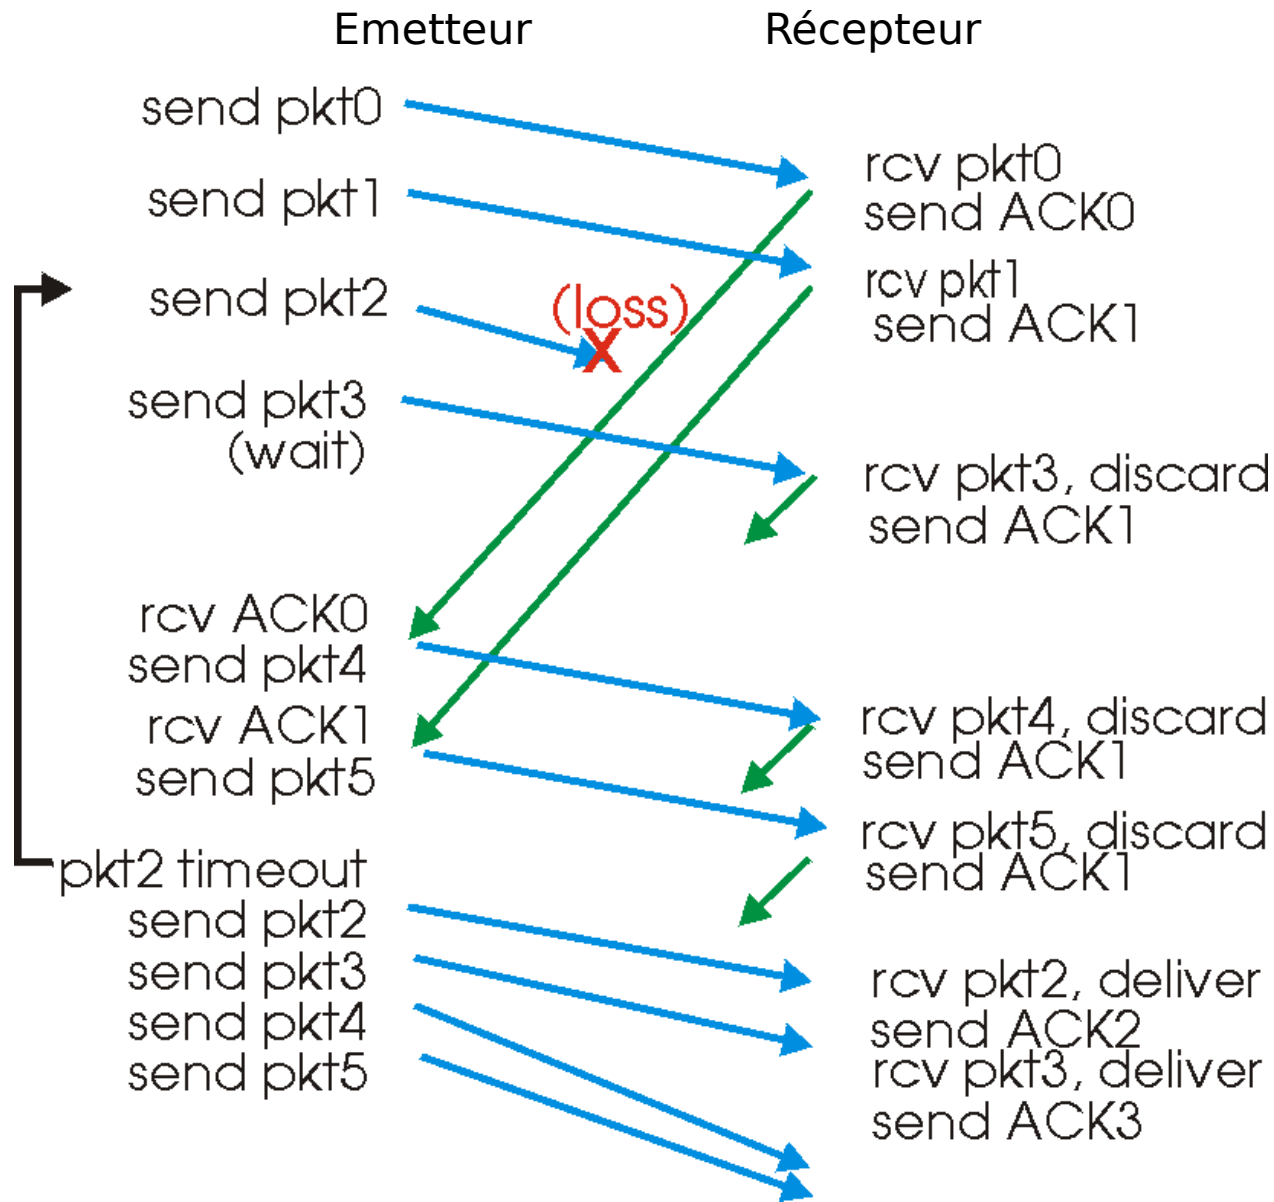 Emetteur
Récepteur
send pkt0
send pkt1
send pkt2
(loss)
send pkt3
(wait)
rcv ACK0
send pkt4
rcv ACK1
send pkt5
pkt2 timeout
send pkt2
send pkt3
send pkt4
send pkt5
rcv pkt0
send ACK0
rcv pkt1
send ACK1
rcv pkt3, discard
send ACK1
rcv pkt4, discard
send ACK1
rcv pkt5, discard
send ACK1
rcv pkt2, deliver
send ACK2
rcv pkt3, deliver
send ACK3